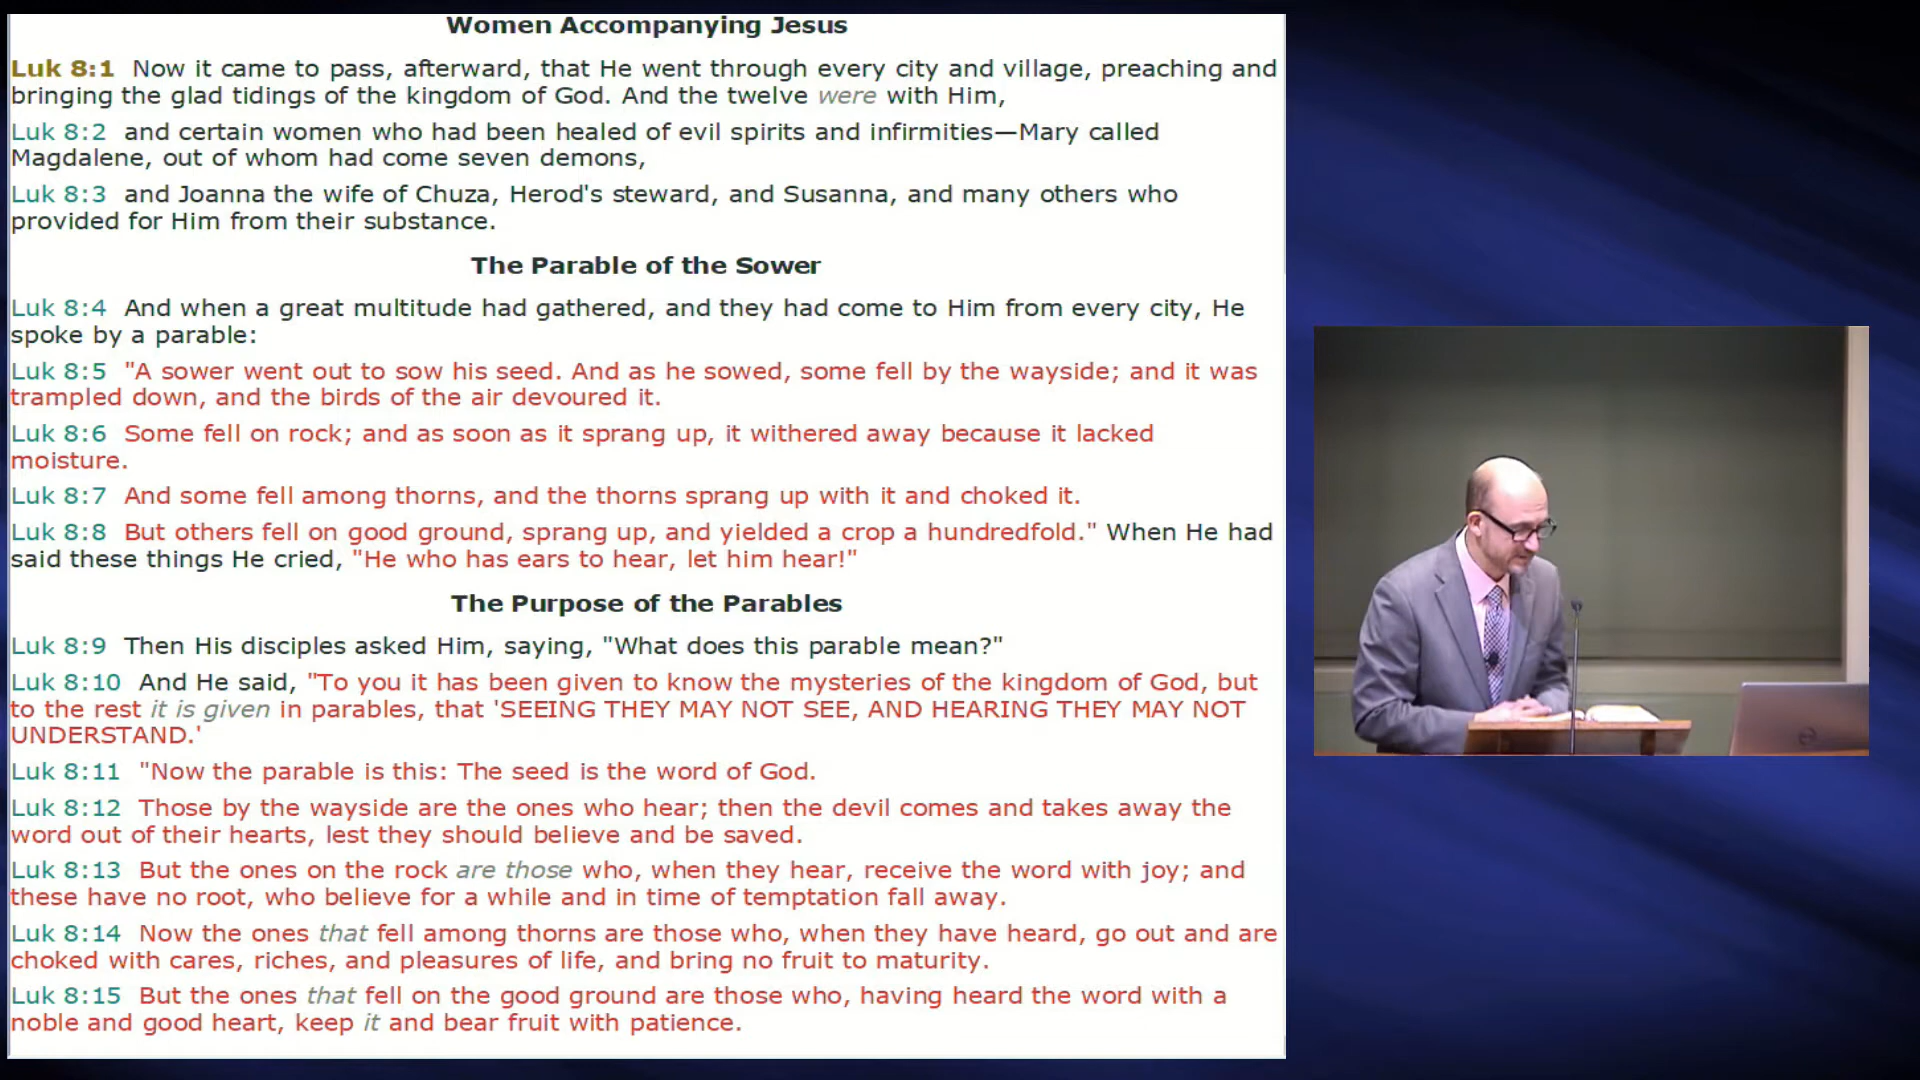 Women Accompanying Jesus
Luk 8:1 Now it came to pass, afterward, that He went through every city and village, preaching and
bringing the glad tidings of the kingdom of God. And the twelve were with Him,
Luk 8:2 and certain women who had been healed of evil spirits and infirmities—Mary called
Magdalene, out of whom had come seven demons,
Luk 8:3 and Joanna the wife of Chuza, Herod's steward, and Susanna, and many others who
provided for Him from their substance.
The Parable of the Sower
Luk 8:4 And when a great multitude had gathered, and they had come to Him from every city, He
spoke by a parable:
Luk 8:5 "A sower went out to sow his seed. And as he sowed, some fell by the wayside; and it was
trampled down, and the birds of the air devoured it.
Luk 8:6 Some fell on rock; and as soon as it sprang up, it withered away because it lacked
moisture.
Luk 8:7 And some fell among thorns, and the thorns sprang up with it and choked it.
Luk 8:8 But others fell on good ground, sprang up, and yielded a crop a hundredfold." When He had
said these things He cried, "He who has ears to hear, let him hear!"
The Purpose of the Parables
Luk 8:9 Then His disciples asked Him, saying, "What does this parable mean?"
Luk 8:10 And He said, "To you it has been given to know the mysteries of the kingdom of God, but
to the rest it is given in parables, that 'SEEING THEY MAY NOT SEE, AND HEARING THEY MAY NOT
UNDERSTAND.'
Luk 8:11 "Now the parable is this: The seed is the word of God.
Luk 8:12 Those by the wayside are the ones who hear; then the devil comes and takes away the
word out of their hearts, lest they should believe and be saved.
Luk 8:13 But the ones on the rock are those who, when they hear, receive the word with joy; and
these have no root, who believe for a while and in time of temptation fall away.
Luk 8:14 Now the ones that fell among thorns are those who, when they have heard, go out and are
choked with cares, riches, and pleasures of life, and bring no fruit to maturity.
Luk 8:15 But the ones that fell on the good ground are those who, having heard the word with a
noble and good heart, keep it and bear fruit with patience.